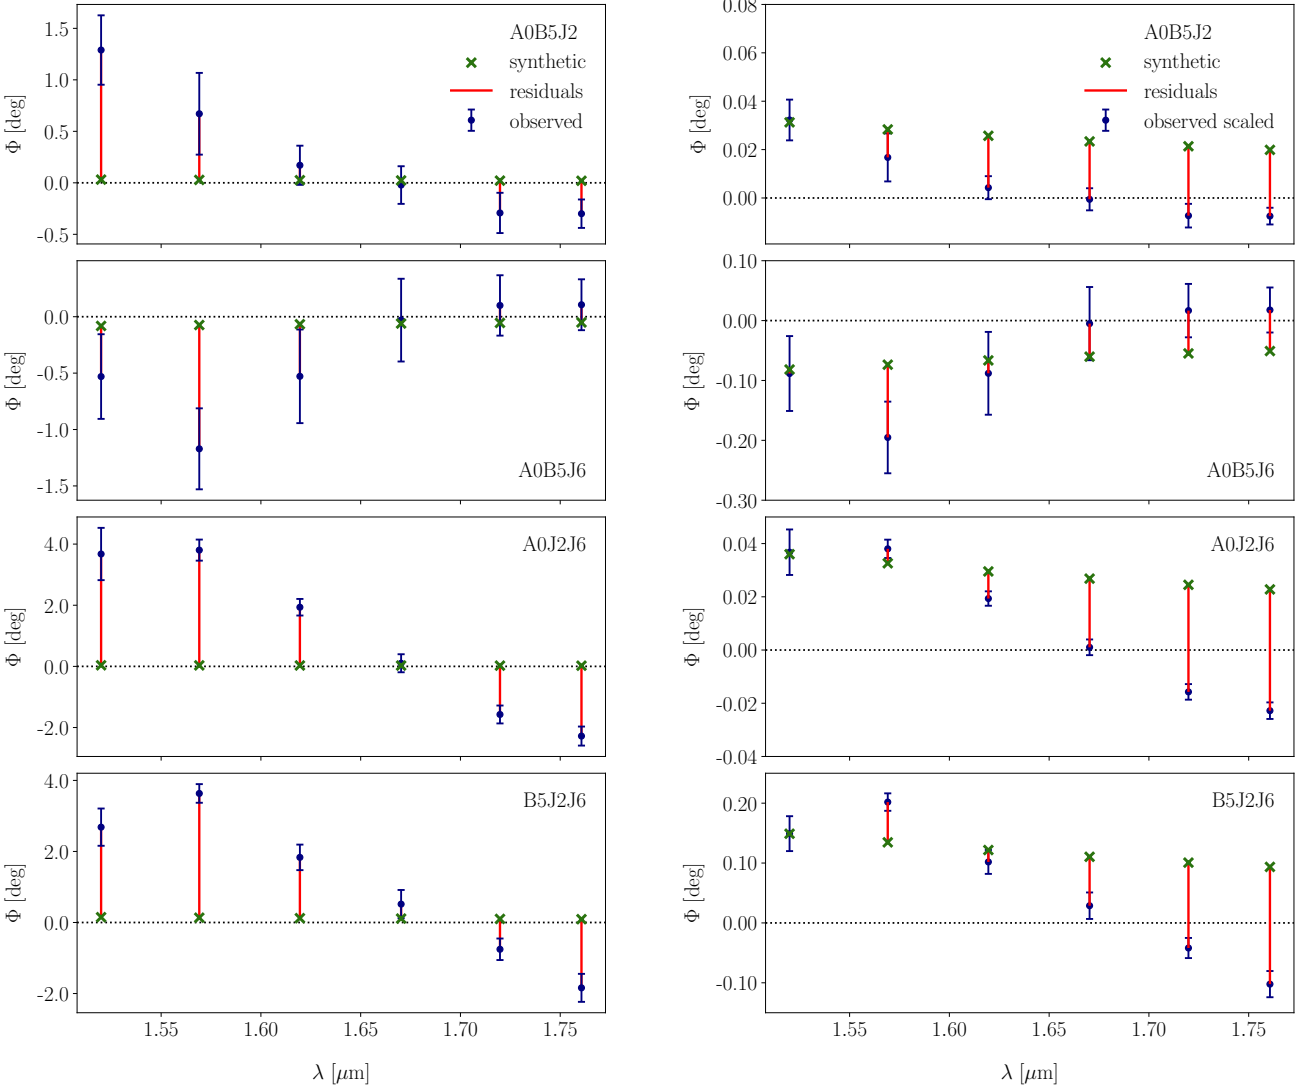 A0B5J2
synthetic
residuals
observed
1.5
1.0
0.5
0.0
-0.5
Φ [deg]
A0B5J2
synthetic
residuals
observed scaled
0.08
0.06
0.04
0.02
0.00
Φ [deg]
0.0
-0.5
-1.0
-1.5
Φ [deg]
A0B5J6
0.10
0.00
-0.10
-0.20
-0.30
Φ [deg]
A0B5J6
4.0
2.0
0.0
-2.0
Φ [deg]
A0J2J6
0.04
0.02
0.00
-0.02
-0.04
Φ [deg]
A0J2J6
4.0
2.0
0.0
-2.0
Φ [deg]
B5J2J6
1.55 1.60 1.65 1.70 1.75
λ [μm]
0.20
0.10
0.00
-0.10
Φ [deg]
B5J2J6
1.55 1.60 1.65 1.70 1.75
λ [μm]